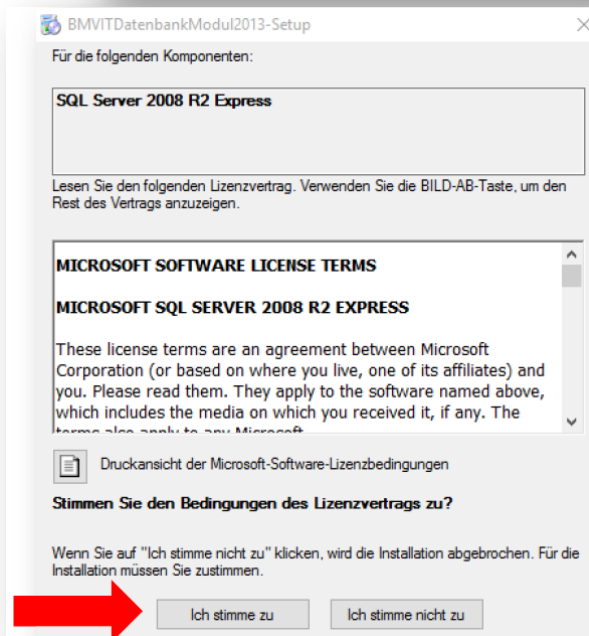 BMVITDatenbankModul2013-Setup
Für die folgenden Komponenten:
SQL Server 2008 R2 Express
Lesen Sie den folgenden Lizenzvertrag. Verwenden Sie die BILD-AB-Taste, um den
Rest des Vertrags anzuzeigen.
MICROSOFT SOFTWARE LICENSE TERMS
MICROSOFT SQL SERVER 2008 R2 EXPRESS
These license terms are an agreement between Microsoft
Corporation (or based on where you live, one of its affiliates) and
you. Please read them. They apply to the software named above,
which includes the media on which you received it, if any. The
terms also apply to any Microsoft
Druckansicht der Microsoft-Software-Lizenzbedingungen
Stimmen Sie den Bedingungen des Lizenzvertrags zu?
Wenn Sie auf "Ich stimme nicht zu" klicken, wird die Installation abgebrochen. Für die
Installation müssen Sie zustimmen.
Ich stimme zu
Ich stimme nicht zu